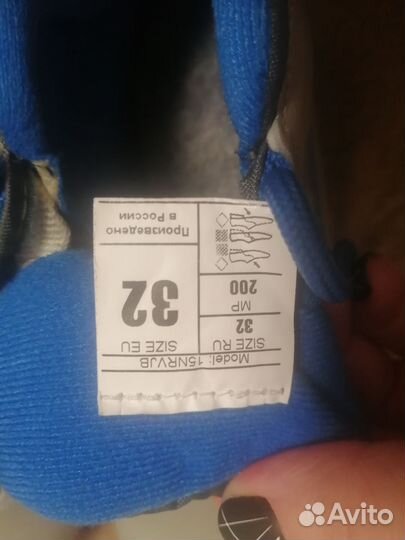 Model: 15NRVJB
SIZE RU
32
SIZE EU
32
MP
200
Произведено
в России
Avito